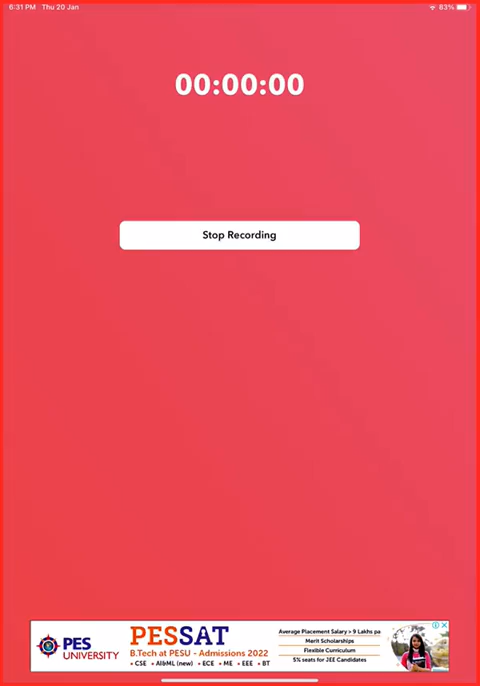 6:31 PM Thu 20 Jan
83%
00:00:00
Stop Recording
PES
UNIVERSITY
PESSAT
B.Tech at PESU - Admissions 2022
• CSE • AI&ML (new) • ECE • ME • EEE • BT
Average Placement Salary > 9 Lakhs pa
Merit Scholarships
Flexible Curriculum
5% seats for JEE Candidates